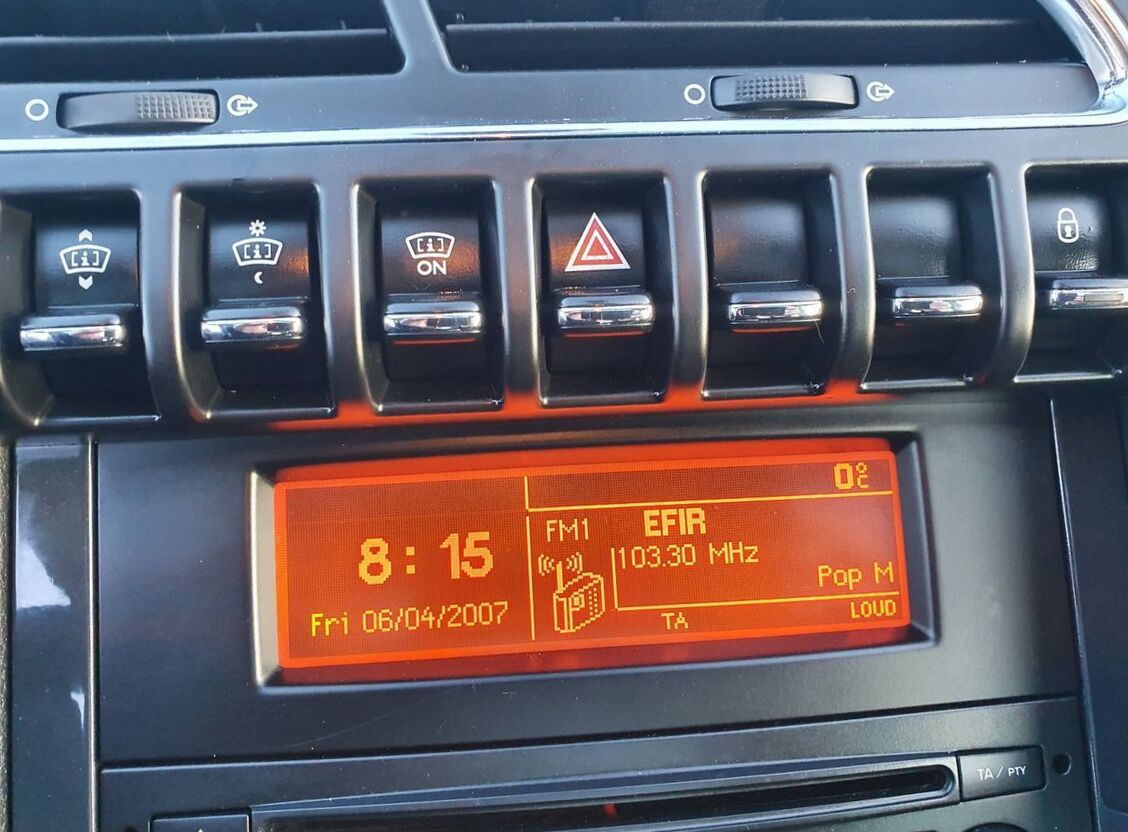 [i]
[i]
[i]
ON
0°C
8:15
FM1
EFIR
103.30 MHz
Pop M
Fri 06/04/2007
TA
LOUD
TA / PTY